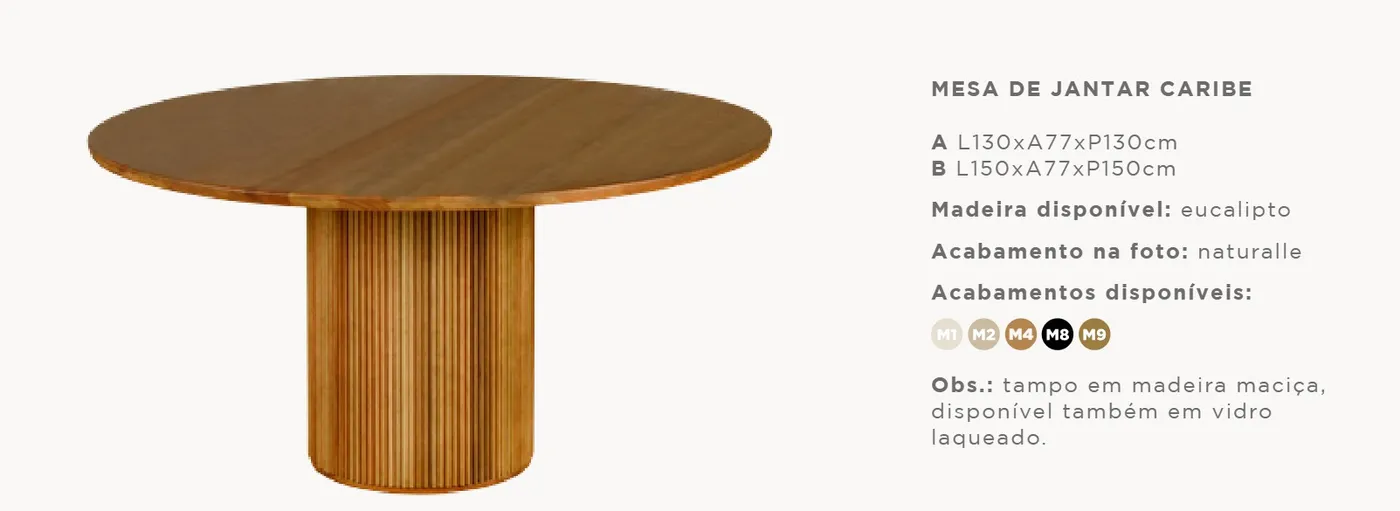 MESA DE JANTAR CARIBE
A L130xA77xP130cm
B L150xA77xP150cm
Madeira disponível: eucalipto
Acabamento na foto: naturalle
Acabamentos disponíveis:
M1 M2 M4 M8 M9
Obs.: tampo em madeira maciça,
disponível também em vidro
laqueado.